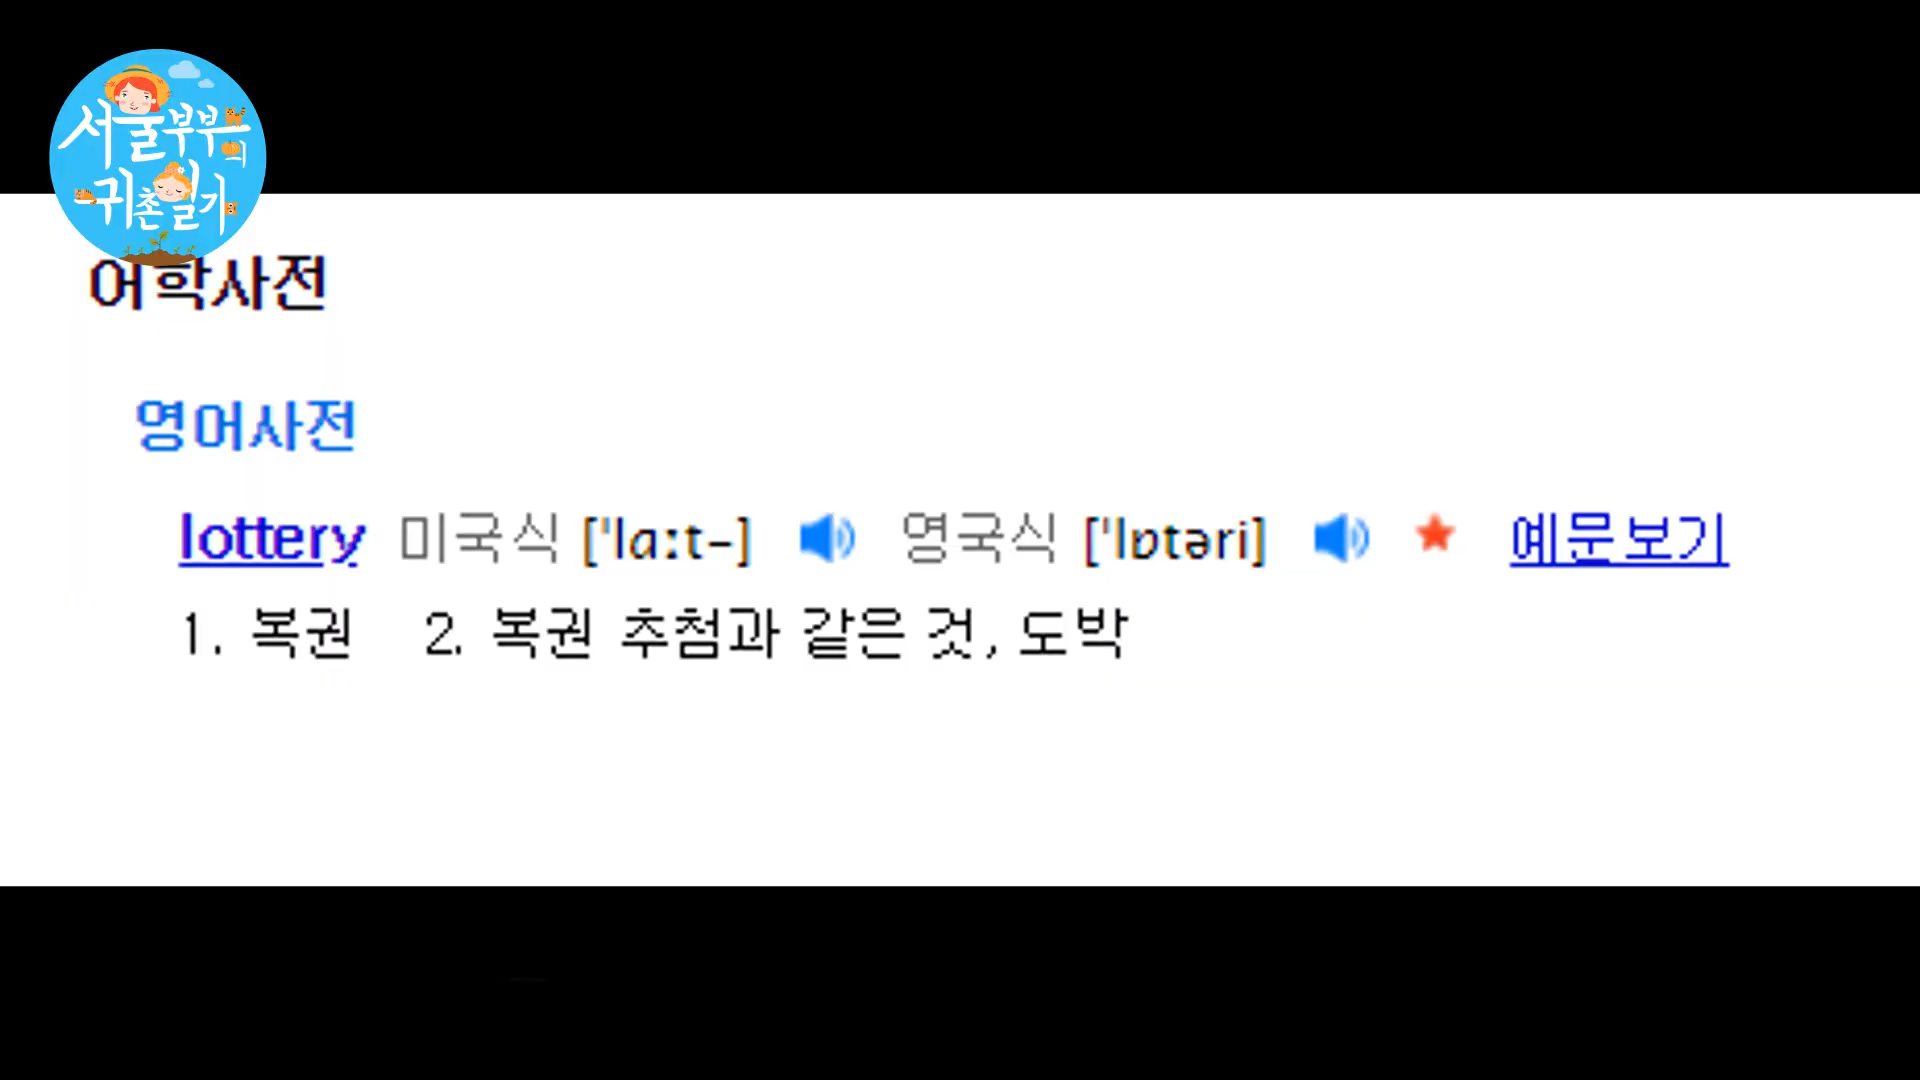 서울부부의
귀촌일기
어학사전
영어사전
lottery 미국식 [ˈlɑːt-] 영국식 [ˈlɒtəri] 예문보기
1. 복권 2. 복권 추첨과 같은 것, 도박